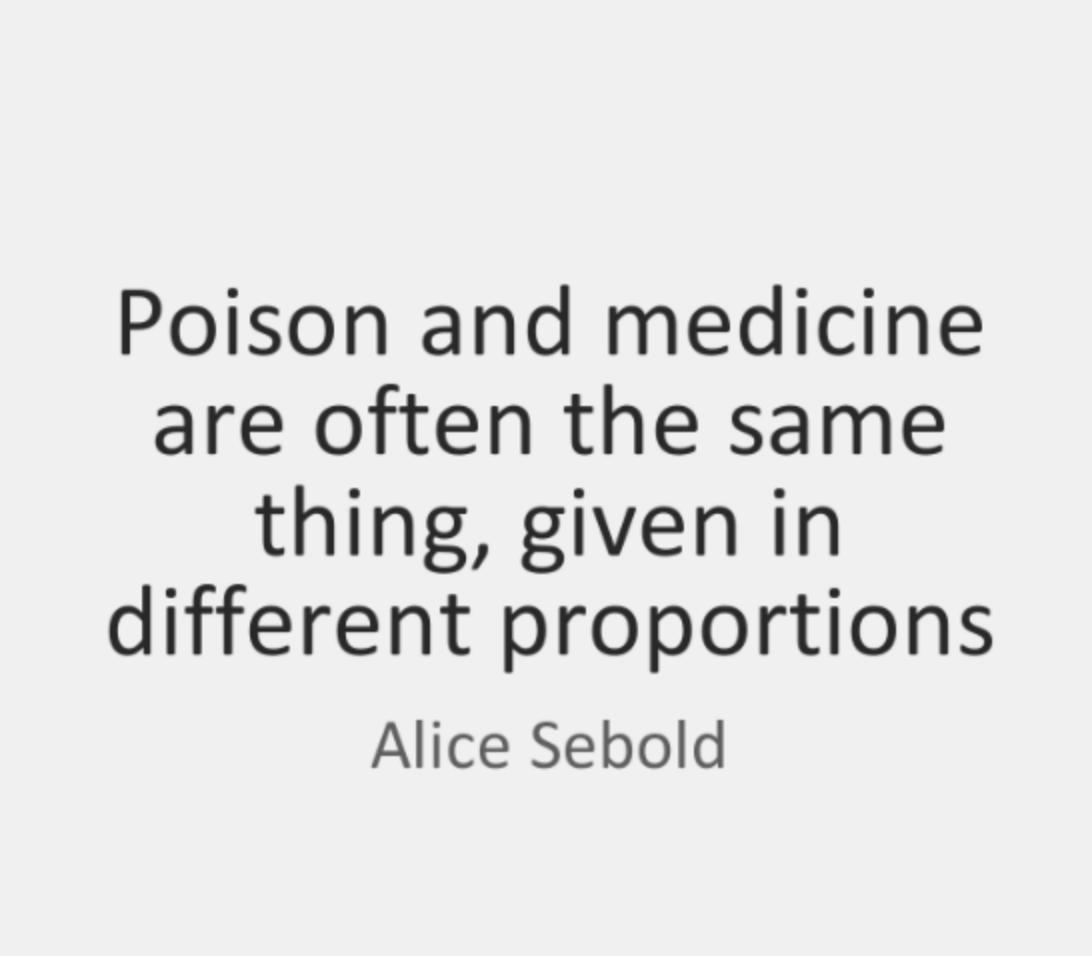 Poison and medicine
are often the same
thing, given in
different proportions
Alice Sebold